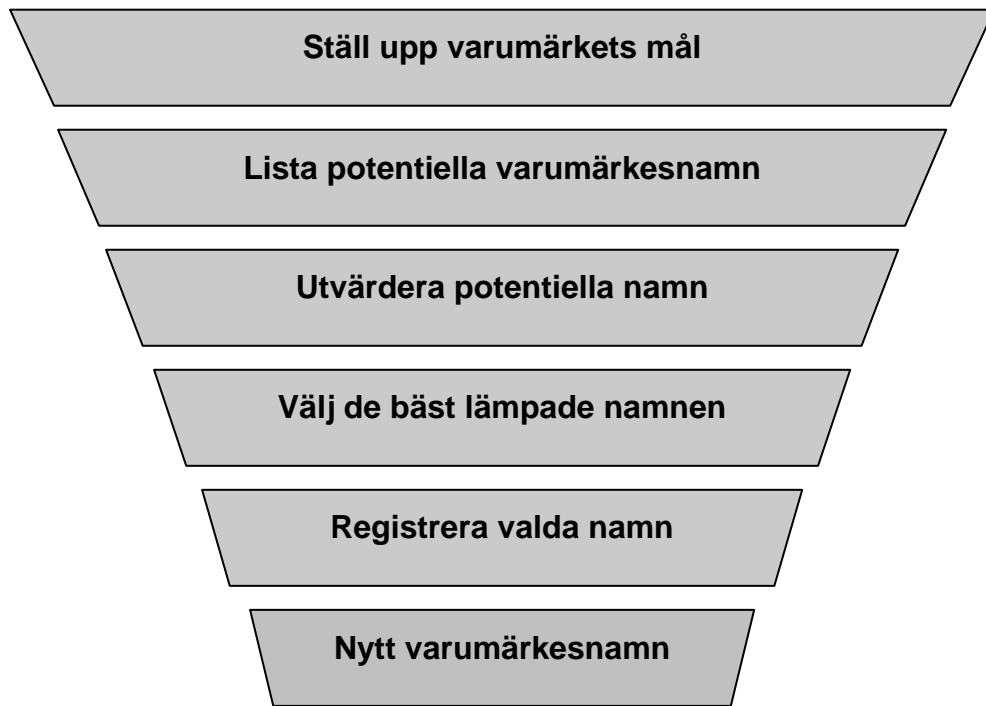 Ställ upp varumärkets mål
Lista potentiella varumärkesnamn
Utvärdera potentiella namn
Välj de bäst lämpade namnen
Registrera valda namn
Nytt varumärkesnamn